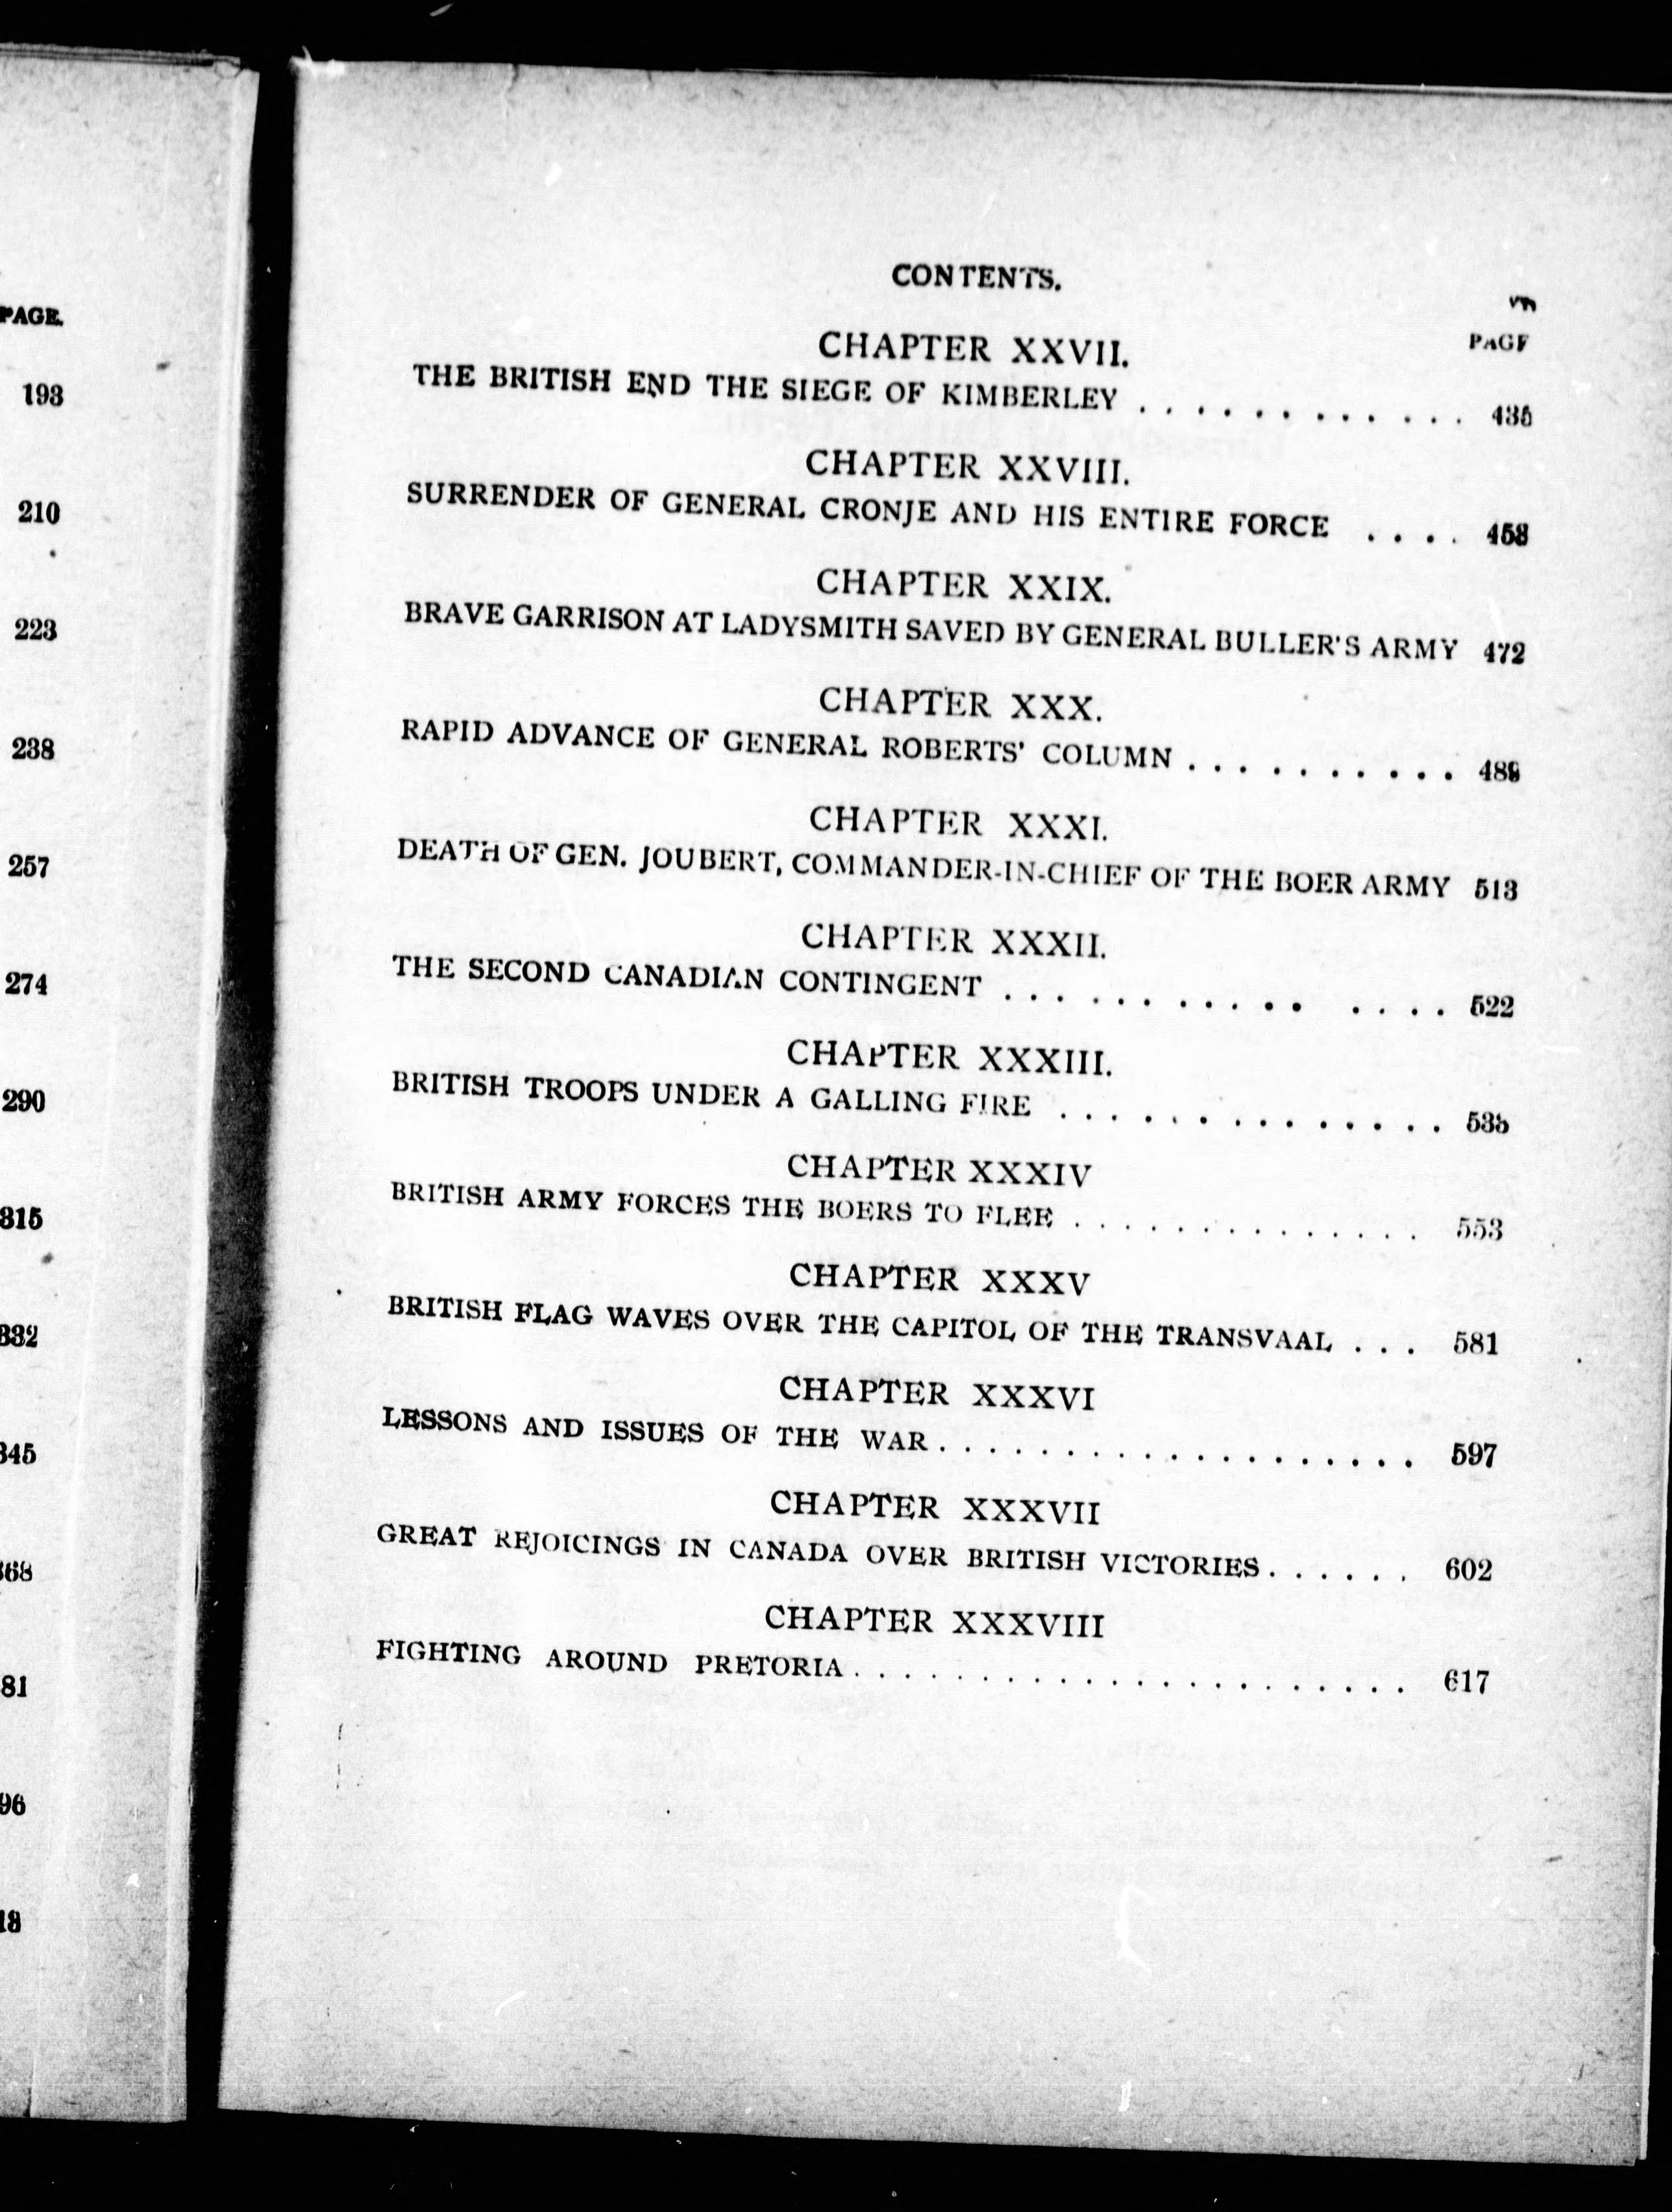 PAGE.
193
210
223
238
257
274
290
315
332
345
368
81
96
18
CONTENTS.
PAGE
CHAPTER XXVII.
THE BRITISH END THE SIEGE OF KIMBERLEY . . . . . . . . . . . . 435
CHAPTER XXVIII.
SURRENDER OF GENERAL CRONJE AND HIS ENTIRE FORCE . . . . 458
CHAPTER XXIX.
BRAVE GARRISON AT LADYSMITH SAVED BY GENERAL BULLER'S ARMY 472
CHAPTER XXX.
RAPID ADVANCE OF GENERAL ROBERTS' COLUMN . . . . . . . . . .
CHAPTER XXXI.
DEATH OF GEN. JOUBERT, COMMANDER-IN-CHIEF OF THE BOER ARMY 513
CHAPTER XXXII.
THE SECOND CANADIAN CONTINGENT . . . . . . . . . . . . . . . 522
CHAPTER XXXIII.
BRITISH TROOPS UNDER A GALLING FIRE . . . . . . . . . . . . . . 535
CHAPTER XXXIV
BRITISH ARMY FORCES THE BOERS TO FLEE . . . . . . . . . . . . . . 553
CHAPTER XXXV
BRITISH FLAG WAVES OVER THE CAPITOL OF THE TRANSVAAL . . . 581
CHAPTER XXXVI
LESSONS AND ISSUES OF THE WAR . . . . . . . . . . . . . . . . . . . 597
CHAPTER XXXVII
GREAT REJOICINGS IN CANADA OVER BRITISH VICTORIES . . . . . . 602
CHAPTER XXXVIII
FIGHTING AROUND PRETORIA . . . . . . . . . . . . . . . . . . . . . . 617